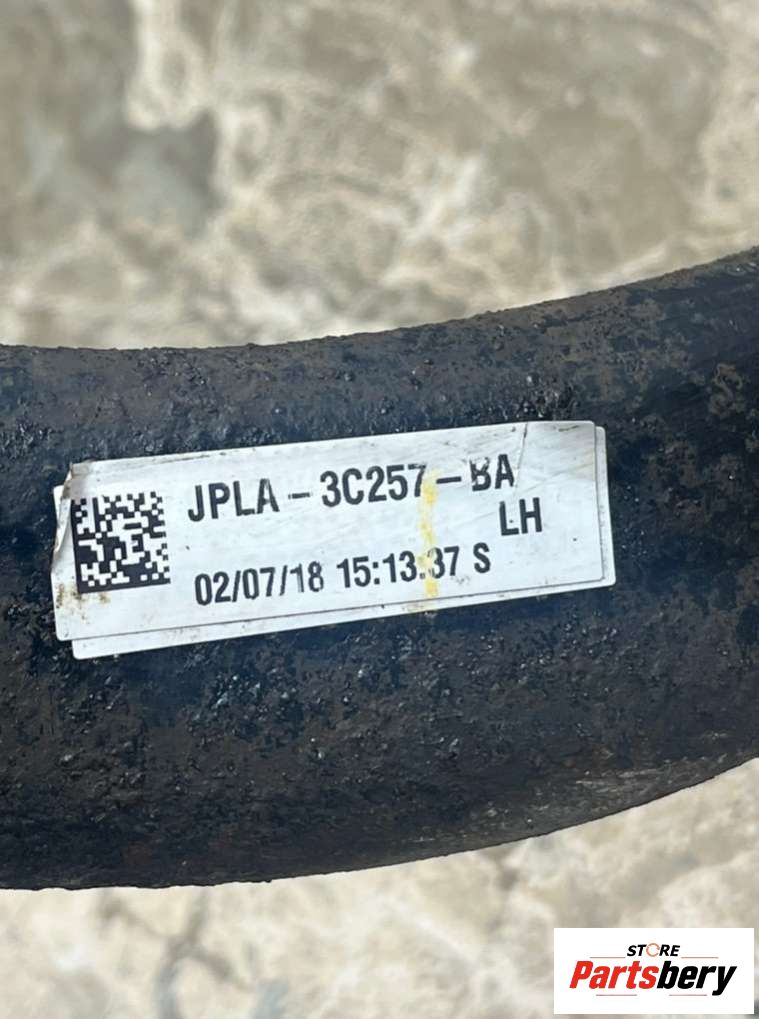 JPLA - 3C257 - BA
LH
02/07/18 15:13:37 S
STORE
Partsbery